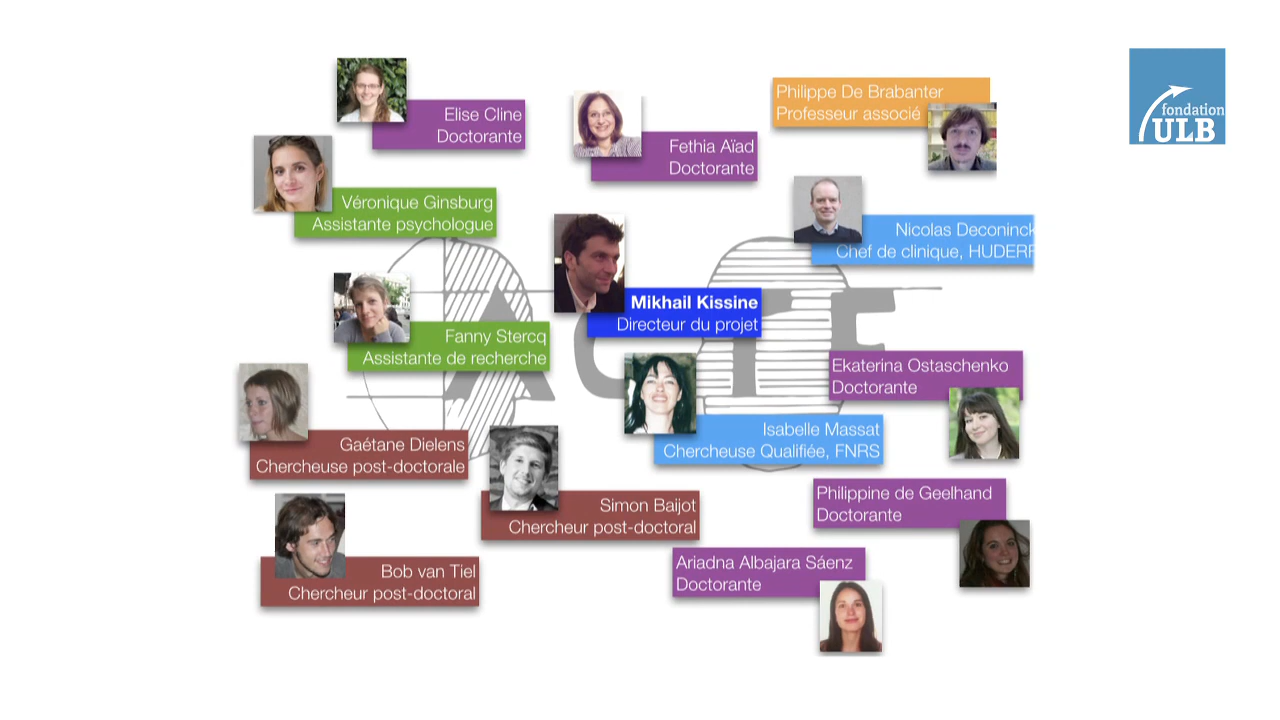 Elise Cline
Doctorante
Fethia Aïad
Doctorante
Philippe De Brabanter
Professeur associé
fondation
ULB
Véronique Ginsburg
Assistante psychologue
Nicolas Deconinck
Chef de clinique, HUDERF
Mikhail Kissine
Directeur du projet
Fanny Stercq
Assistante de recherche
ACTE
Ekaterina Ostaschenko
Doctorante
Isabelle Massat
Chercheuse Qualifiée, FNRS
Gaétane Dielens
Chercheuse post-doctorale
Simon Baijot
Chercheur post-doctoral
Philippine de Geelhand
Doctorante
Bob van Tiel
Chercheur post-doctoral
Ariadna Albajara Sáenz
Doctorante